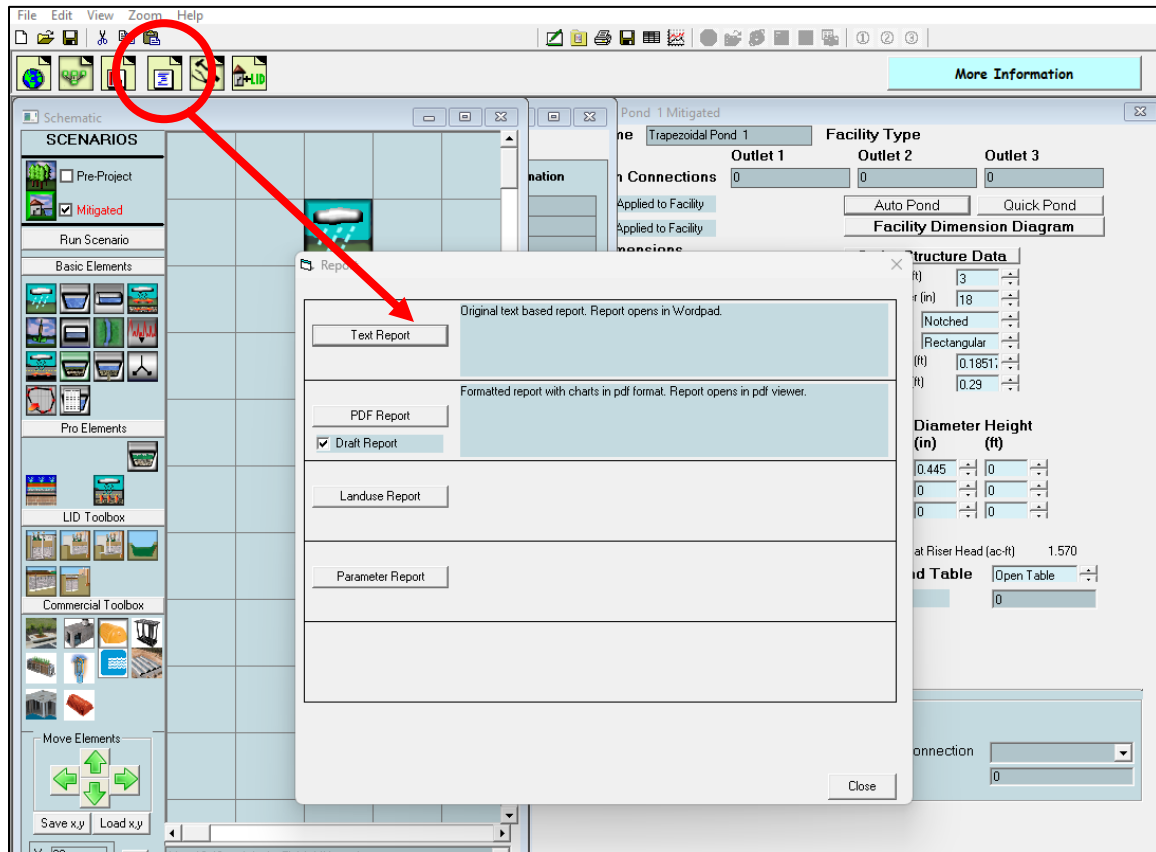 File Edit View Zoom Help
① ② ③
+LID
More Information
Schematic
SCENARIOS
Pre-Project
Mitigated
Run Scenario
Basic Elements
Pro Elements
LID Toolbox
Commercial Toolbox
Move Elements
Save x,y Load x,y
Pond 1 Mitigated
Trapezoidal Pond 1 Facility Type
Outlet 1 Outlet 2 Outlet 3
Connections 0 0 0
Applied to Facility Auto Pond Quick Pond
Applied to Facility Facility Dimension Diagram
Structure Data
3
(in) 18
Notched
Rectangular
(ft) 0.1851
0.29
Diameter Height
(in) (ft)
0.445 0
0 0
0 0
at Riser Head (ac-ft) 1.570
Table Open Table
0
0
Text Report
Original text based report. Report opens in Wordpad.
PDF Report
Formatted report with charts in pdf format. Report opens in pdf viewer.
Draft Report
Landuse Report
Parameter Report
Close